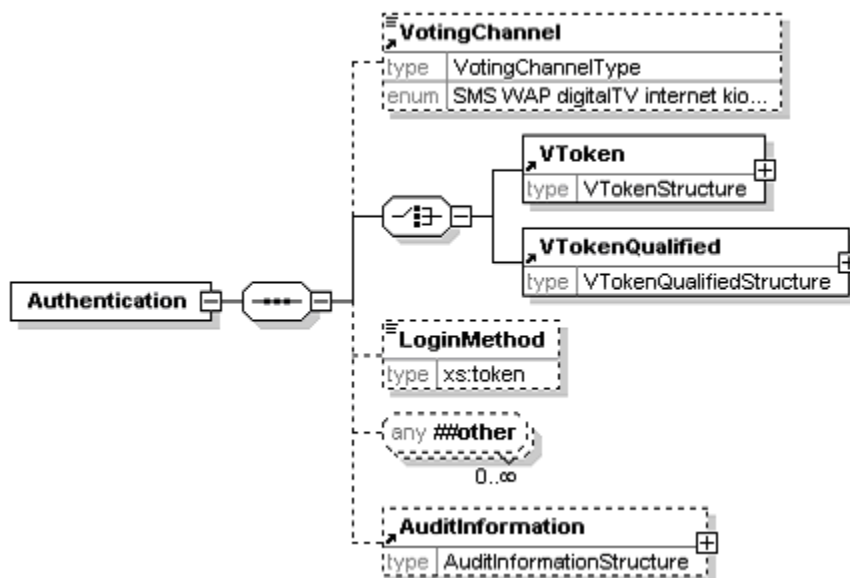 VotingChannel
type VotingChannelType
enum SMS WAP digitalTV internet kio...
VToken
type VTokenStructure
VTokenQualified
type VTokenQualifiedStructure
Authentication
LoginMethod
type xs:token
any ##other
0..∞
AuditInformation
type AuditInformationStructure